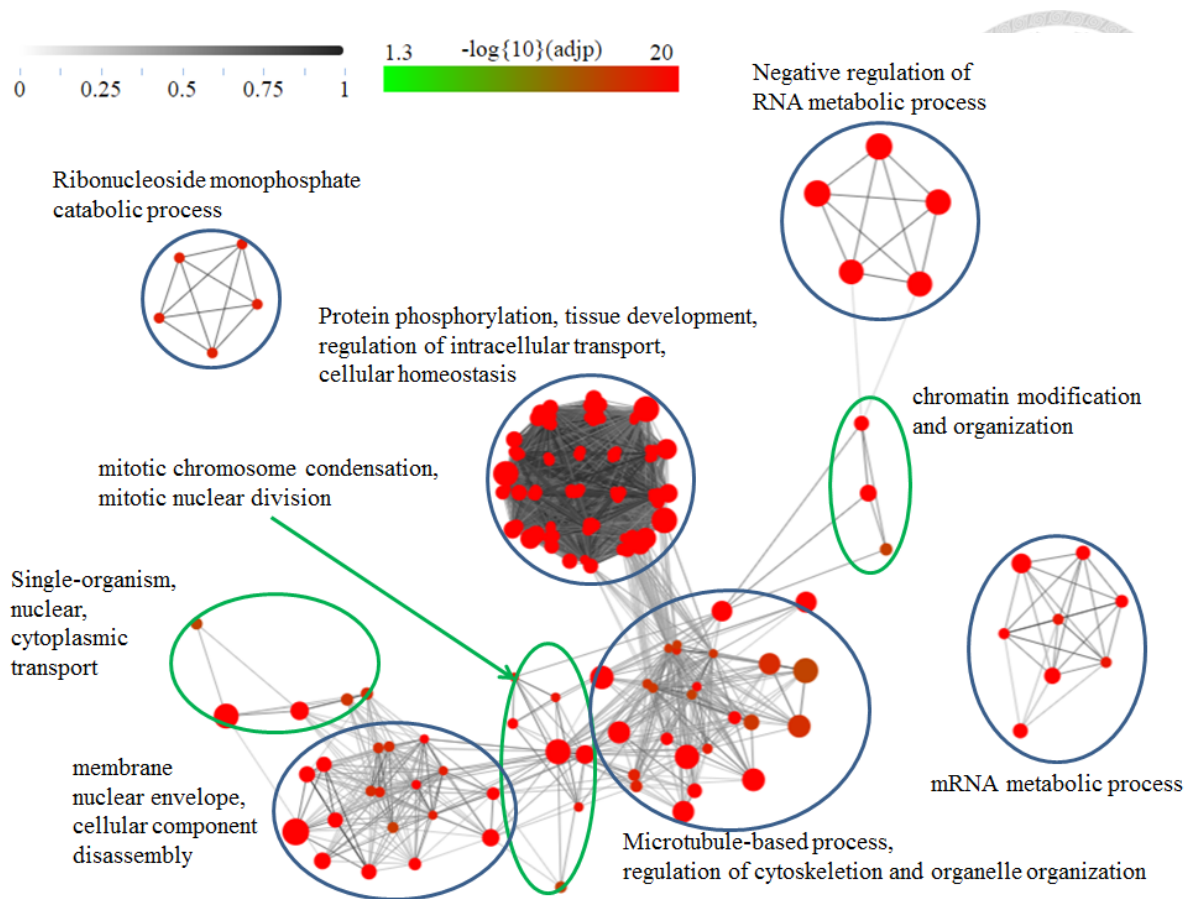 1.3 -log{10}(adjp) 20
0 0.25 0.5 0.75 1
Negative regulation of
RNA metabolic process
Ribonucleoside monophosphate
catabolic process
Protein phosphorylation, tissue development,
regulation of intracellular transport,
cellular homeostasis
chromatin modification
and organization
mitotic chromosome condensation,
mitotic nuclear division
Single-organism,
nuclear,
cytoplasmic
transport
membrane
nuclear envelope,
cellular component
disassembly
mRNA metabolic process
Microtubule-based process,
regulation of cytoskeletion and organelle organization